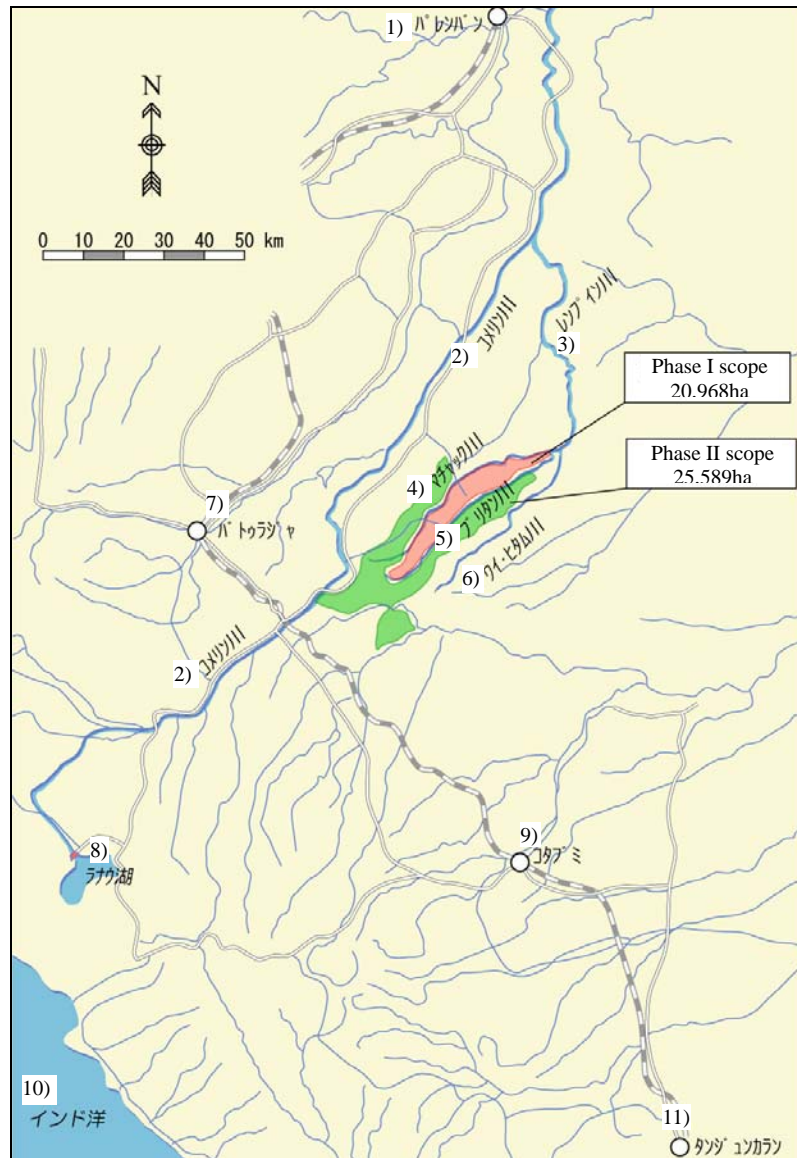 1) パレンバン
N
0 10 20 30 40 50 km
レンプイン川
3)
2) コメリン川
Phase I scope
20,968ha
Phase II scope
25,589ha
4) マチャック川
5) ブリタン川
6) ワイ・ヒタム川
7)
バトゥラジャ
2) コメリン川
8)
ラナウ湖
9)
コタブミ
10)
インド洋
11)
タンジュンカラン